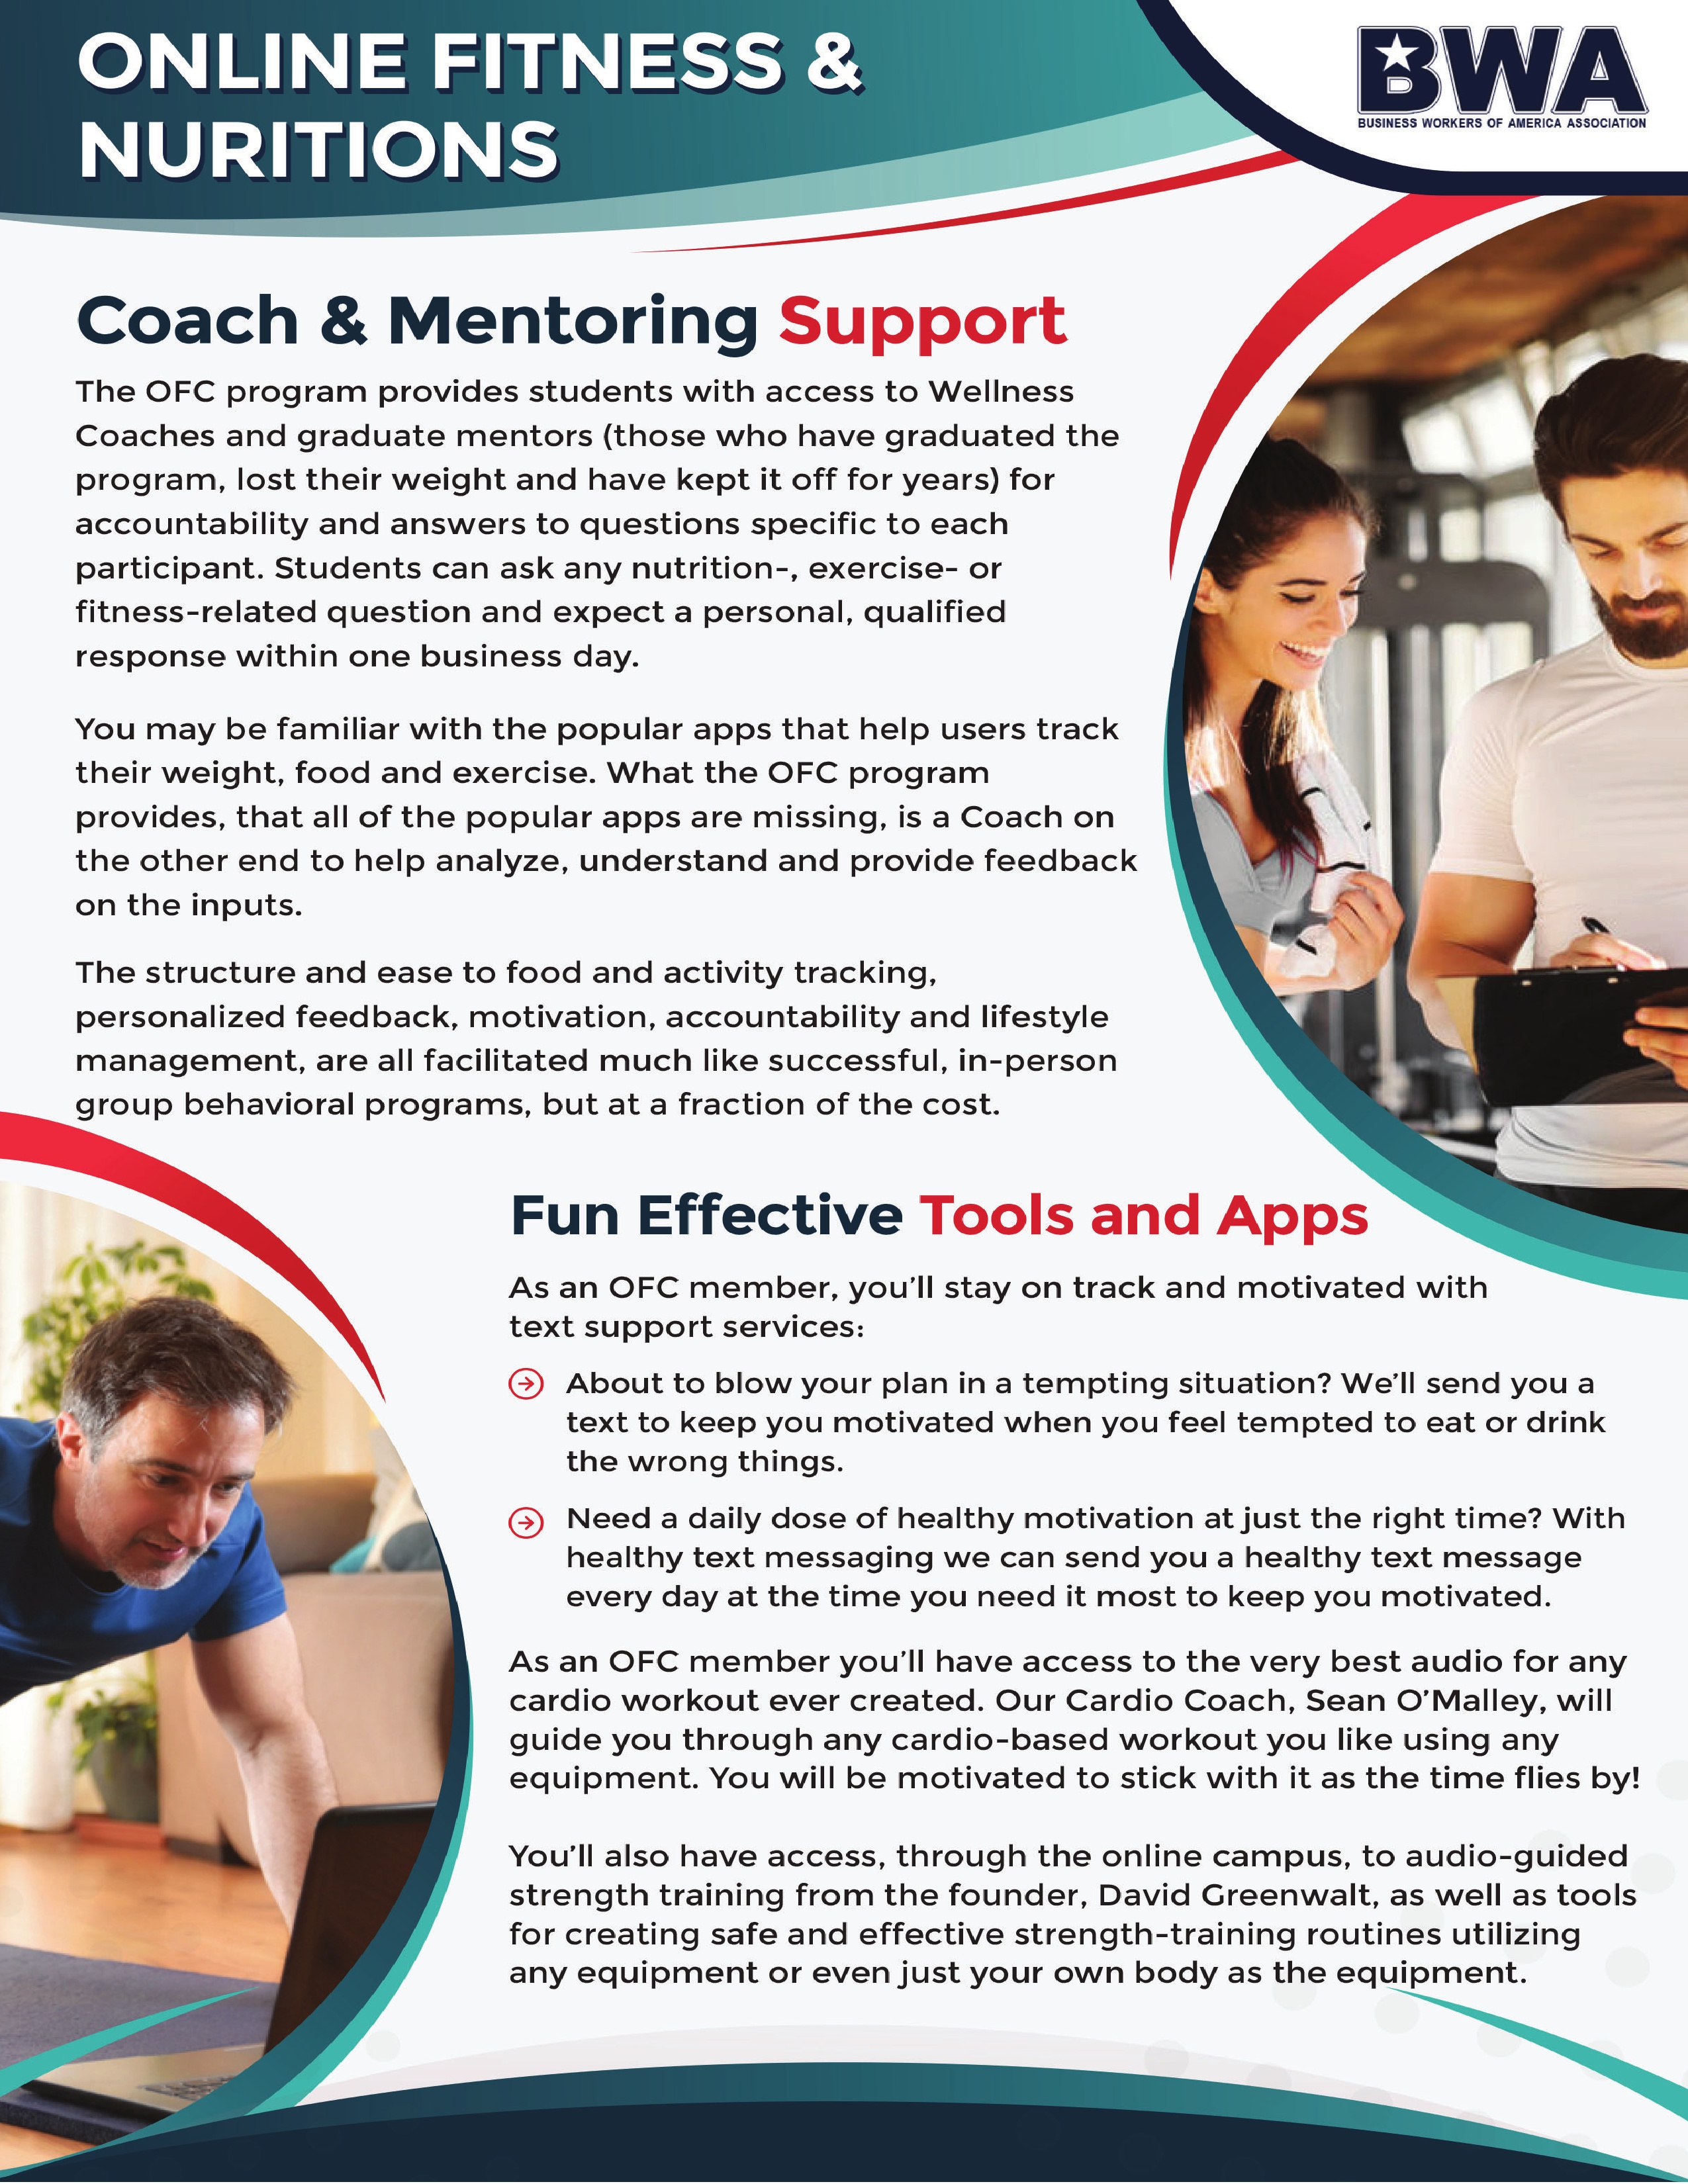 ONLINE FITNESS &
NURITIONS
BWA
BUSINESS WORKERS OF AMERICA ASSOCIATION
Coach & Mentoring Support
The OFC program provides students with access to Wellness
Coaches and graduate mentors (those who have graduated the
program, lost their weight and have kept it off for years) for
accountability and answers to questions specific to each
participant. Students can ask any nutrition-, exercise- or
fitness-related question and expect a personal, qualified
response within one business day.
You may be familiar with the popular apps that help users track
their weight, food and exercise. What the OFC program
provides, that all of the popular apps are missing, is a Coach on
the other end to help analyze, understand and provide feedback
on the inputs.
The structure and ease to food and activity tracking,
personalized feedback, motivation, accountability and lifestyle
management, are all facilitated much like successful, in-person
group behavioral programs, but at a fraction of the cost.
Fun Effective Tools and Apps
As an OFC member, you’ll stay on track and motivated with
text support services:
About to blow your plan in a tempting situation? We’ll send you a
text to keep you motivated when you feel tempted to eat or drink
the wrong things.
Need a daily dose of healthy motivation at just the right time? With
healthy text messaging we can send you a healthy text message
every day at the time you need it most to keep you motivated.
As an OFC member you’ll have access to the very best audio for any
cardio workout ever created. Our Cardio Coach, Sean O’Malley, will
guide you through any cardio-based workout you like using any
equipment. You will be motivated to stick with it as the time flies by!
You’ll also have access, through the online campus, to audio-guided
strength training from the founder, David Greenwalt, as well as tools
for creating safe and effective strength-training routines utilizing
any equipment or even just your own body as the equipment.